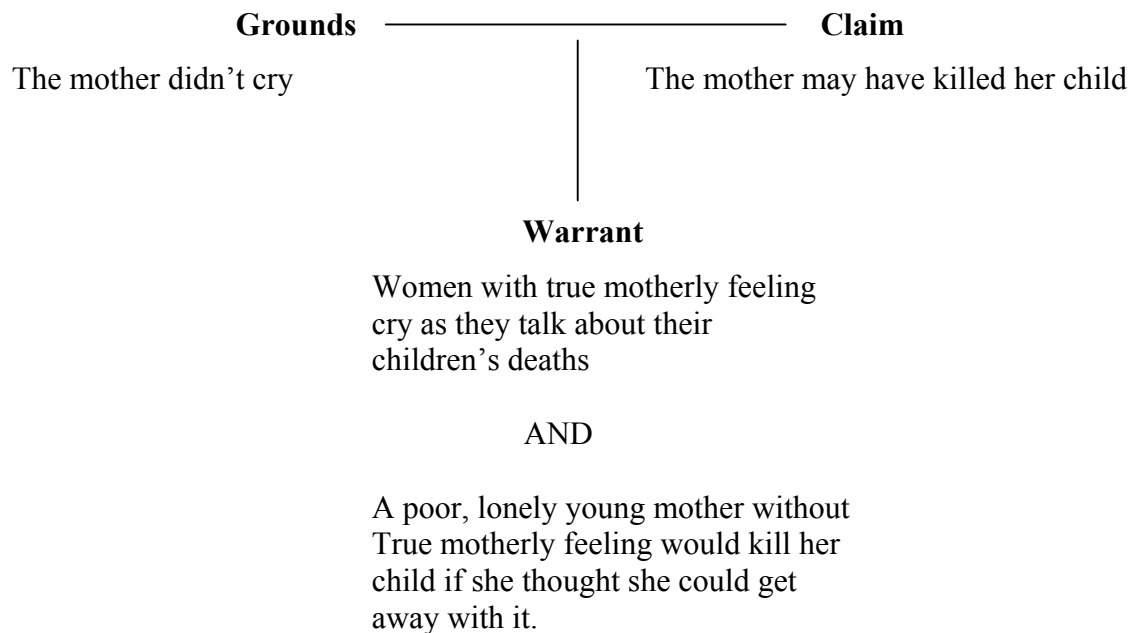 Grounds Claim
The mother didn’t cry The mother may have killed her child
Warrant
Women with true motherly feeling
cry as they talk about their
children’s deaths
AND
A poor, lonely young mother without
True motherly feeling would kill her
child if she thought she could get
away with it.